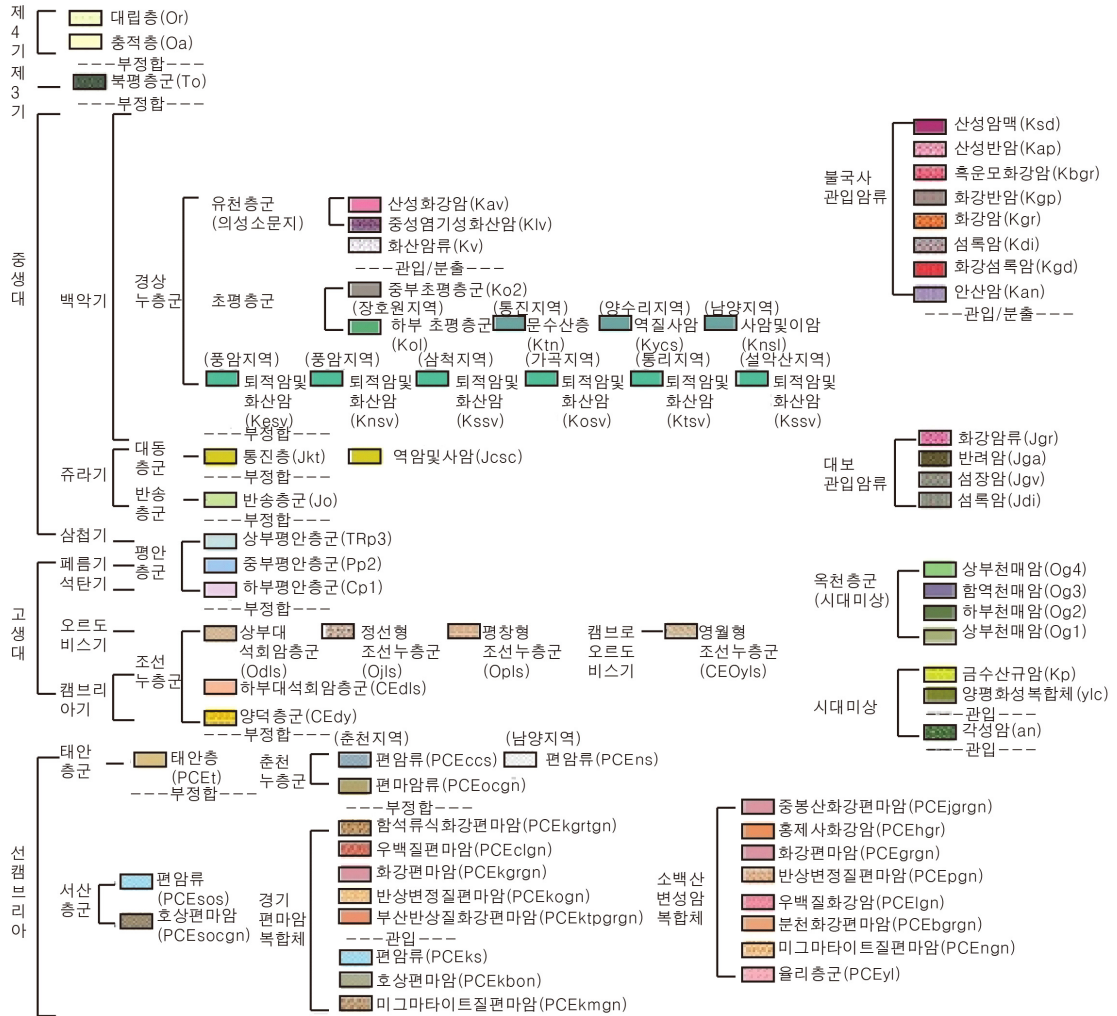 제4기
대립층(Or)
충적층(Oa)
---부정합---
제3기
북평층군(To)
---부정합---
중생대
백악기
경상누층군
유천층군
(의성소문지)
산성화강암(Kav)
중성염기성화산암(Klv)
화산암류(Kv)
---관입/분출---
초평층군
중부초평층군(Ko2)
(장호원지역)
하부 초평층군
(Kol)
(통진지역)
문수산층
(Ktn)
(양수리지역)
역질사암
(Kycs)
(남양지역)
사암및이암
(Knsl)
(풍암지역)
퇴적암및
화산암
(Kesv)
(풍암지역)
퇴적암및
화산암
(Knsv)
(삼척지역)
퇴적암및
화산암
(Kssv)
(가곡지역)
퇴적암및
화산암
(Kosv)
(통리지역)
퇴적암및
화산암
(Ktsv)
(설악산지역)
퇴적암및
화산암
(Kssv)
---부정합---
불국사
관입암류
산성암맥(Ksd)
산성반암(Kap)
흑운모화강암(Kbgr)
화강반암(Kgp)
화강암(Kgr)
섬록암(Kdi)
화강섬록암(Kgd)
안산암(Kan)
---관입/분출---
쥬라기
대동
층군
통진층(Jkt)
역암및사암(Jcsc)
---부정합---
반송
층군
반송층군(Jo)
---부정합---
대보
관입암류
화강암류(Jgr)
반려암(Jga)
섬장암(Jgv)
섬록암(Jdi)
삼첩기
고생대
페름기
석탄기
평안
층군
상부평안층군(TRp3)
중부평안층군(Pp2)
하부평안층군(Cp1)
---부정합---
옥천층군
(시대미상)
상부천매암(Og4)
함역천매암(Og3)
하부천매암(Og2)
상부천매암(Og1)
오르도
비스기
캠브리
아기
조선
누층군
상부대
석회암층군
(Odls)
정선형
조선누층군
(Ojls)
평창형
조선누층군
(Opls)
캠브로
오르도
비스기
영월형
조선누층군
(CEOyls)
하부대석회암층군(CEdls)
양덕층군(CEdy)
---부정합---
시대미상
금수산규암(Kp)
양평화성복합체(ylc)
---관입---
각성암(an)
---관입---
선캠브리아
태안
층군
태안층
(PCEt)
---부정합---
춘천
누층군
(춘천지역)
편암류(PCEccs)
(남양지역)
편암류(PCEns)
편마암류(PCEocgn)
---부정합---
서산
층군
편암류
(PCEsos)
호상편마암
(PCEsocgn)
경기
편마암
복합체
함석류식화강편마암(PCEkgrtgn)
우백질편마암(PCEclgn)
화강편마암(PCEkgrgn)
반상변정질편마암(PCEkogn)
부산반상질화강편마암(PCEktpgrgn)
---관입---
편암류(PCEks)
호상편마암(PCEkbon)
미그마타이트질편마암(PCEkmgn)
소백산
변성암
복합체
중봉산화강편마암(PCEjgrgn)
홍제사화강암(PCEhgr)
화강편마암(PCEgrgn)
반상변정질편마암(PCEpgn)
우백질화강암(PCElgn)
분천화강편마암(PCEbgrgn)
미그마타이트질편마암(PCEngn)
율리층군(PCEyl)